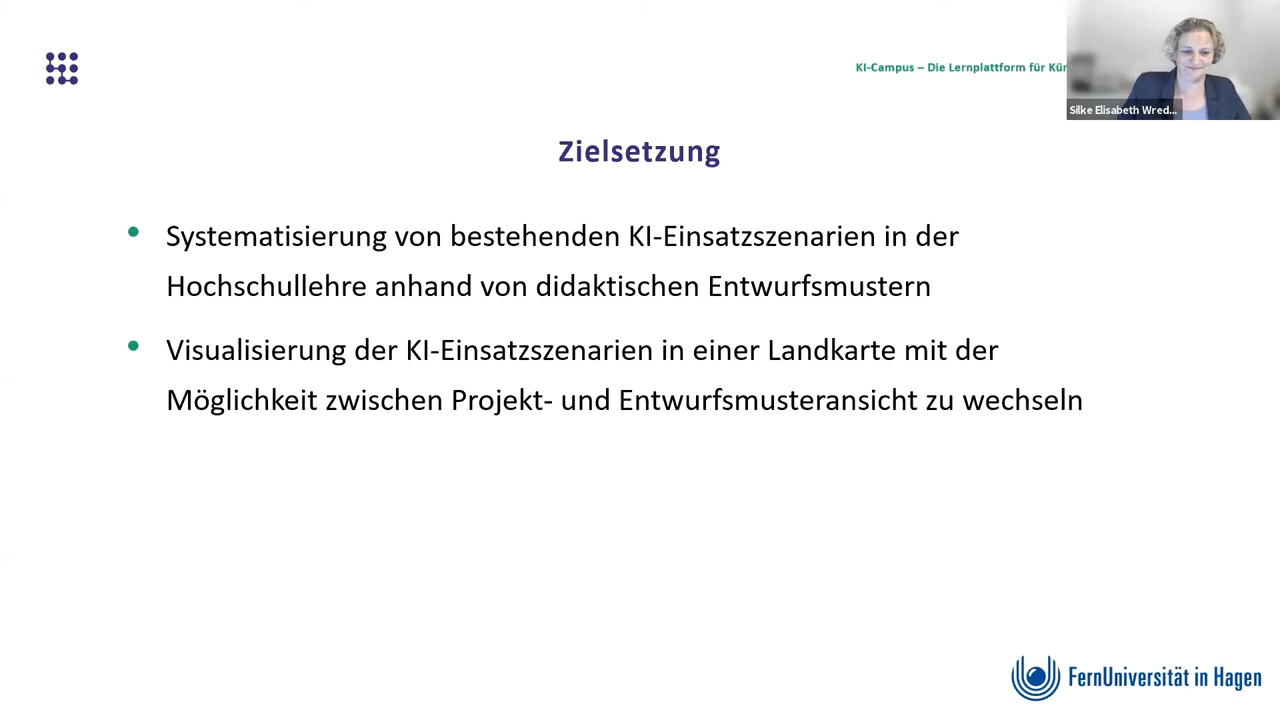 KI-Campus – Die Lernplattform für
Silke Elisabeth Wred...
Zielsetzung
• Systematisierung von bestehenden KI-Einsatzszenarien in der
Hochschullehre anhand von didaktischen Entwurfsmustern
• Visualisierung der KI-Einsatzszenarien in einer Landkarte mit der
Möglichkeit zwischen Projekt- und Entwurfsmusteransicht zu wechseln
FernUniversität in Hagen